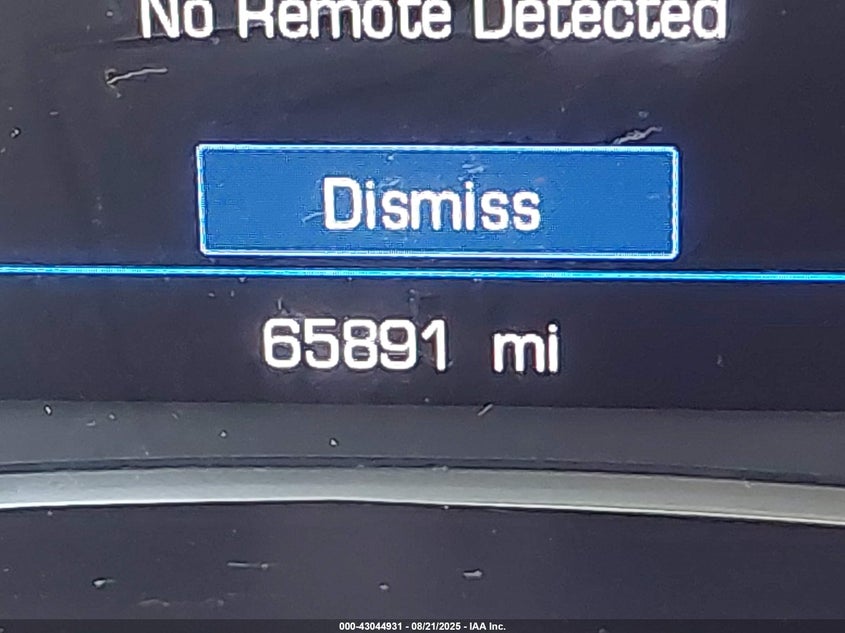 No Remote Detected
Dismiss
65891 mi
000-43044931 - 08/21/2025 - IAA Inc.